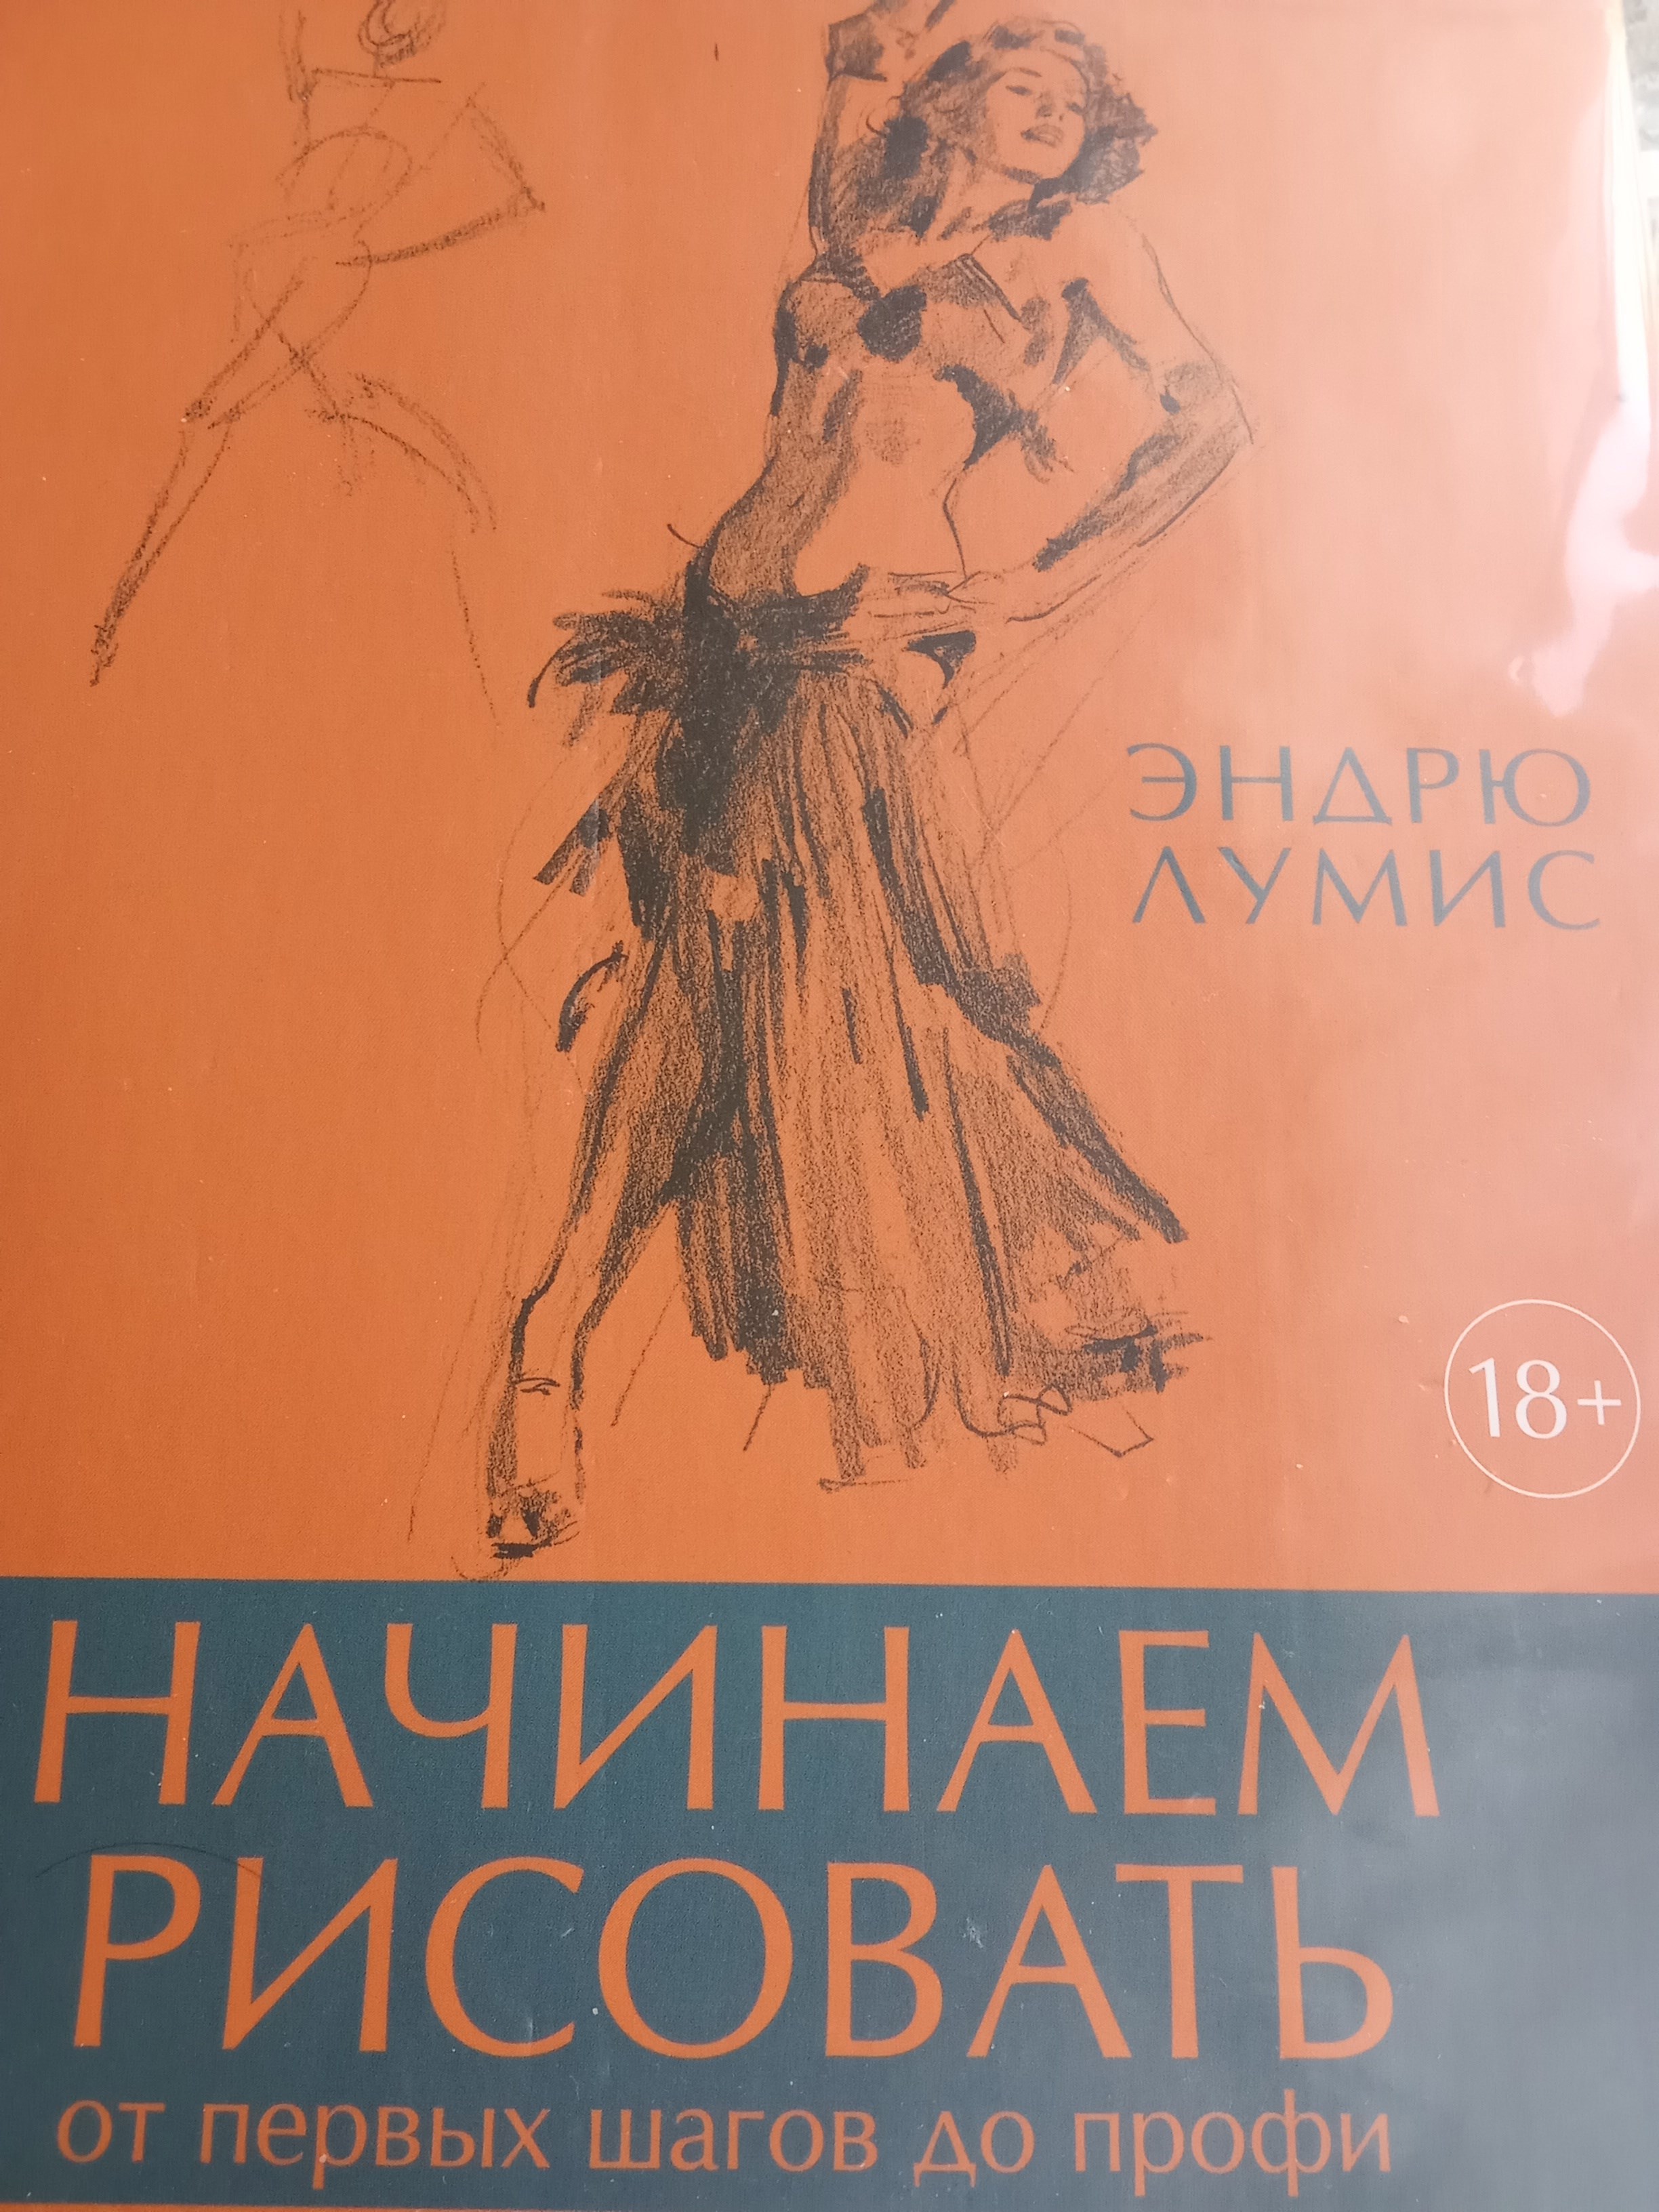 ЭНДРЮ
ЛУМИС
18+
НАЧИНАЕМ
РИСОВАТЬ
от первых шагов до профи